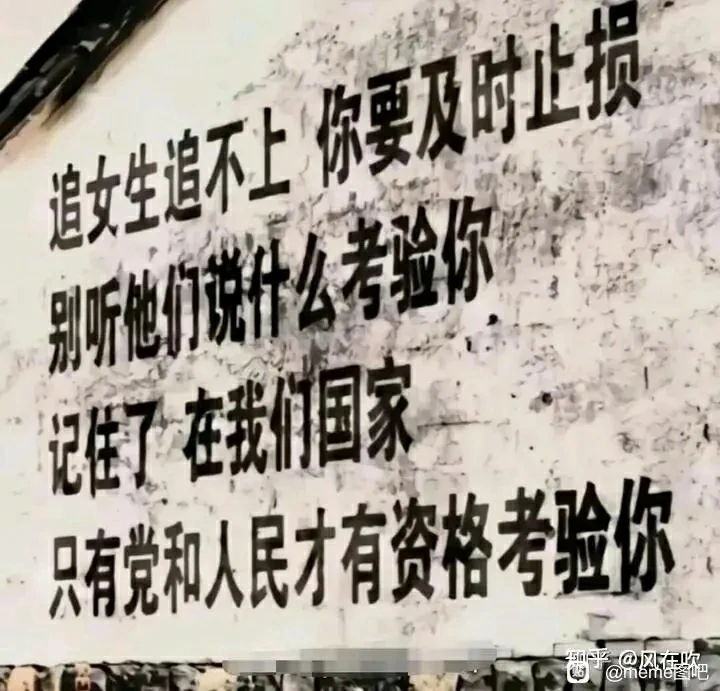 追女生追不上 你要及时止损
别听他们说什么考验你
记住了 在我们国家
只有党和人民才有资格考验你
知乎 @风在吹
@meme图吧